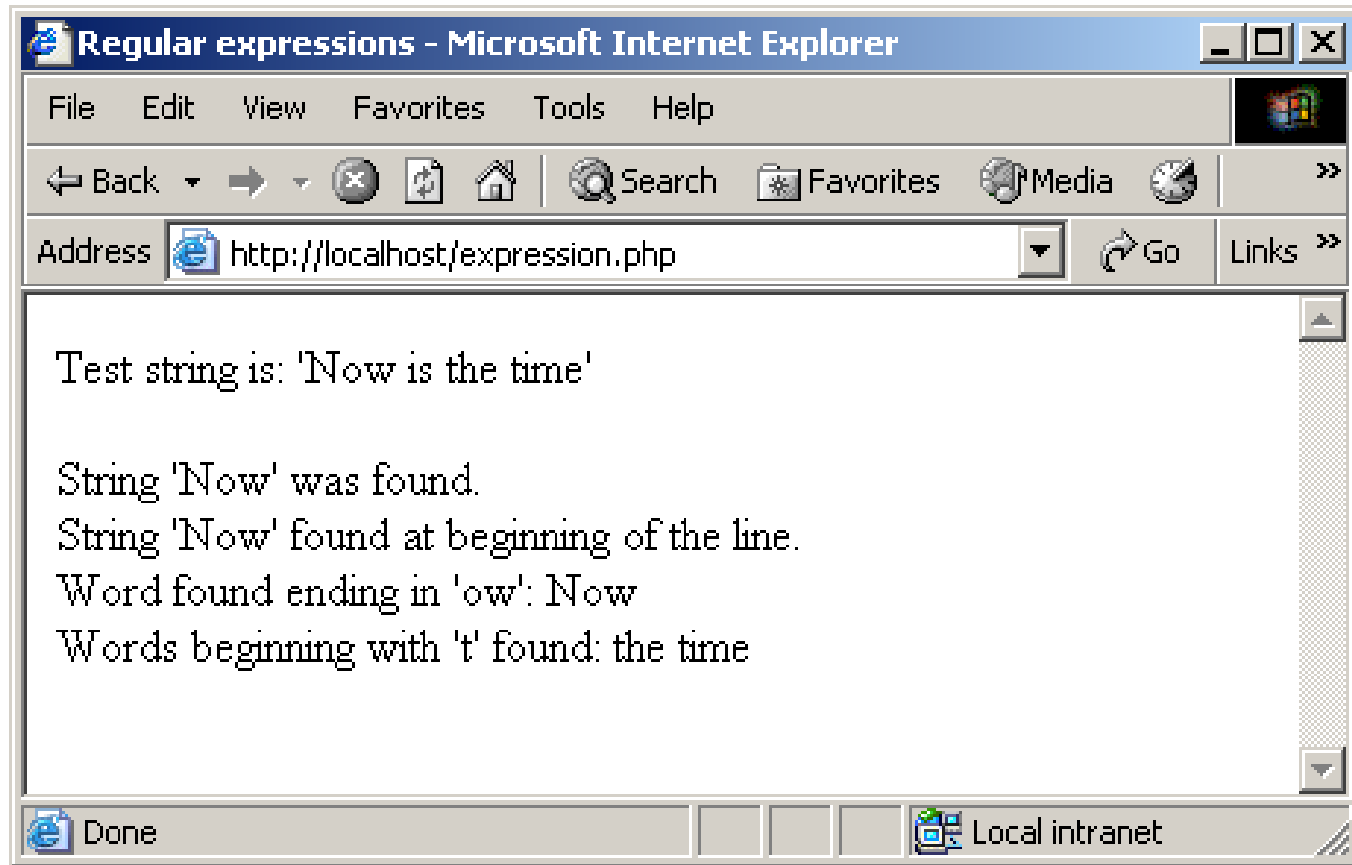 Regular expressions - Microsoft Internet Explorer
File Edit View Favorites Tools Help
Back Search Favorites Media
Address http://localhost/expression.php Go Links
Test string is: 'Now is the time'
String 'Now' was found.
String 'Now' found at beginning of the line.
Word found ending in 'ow': Now
Words beginning with 't' found: the time
Done Local intranet